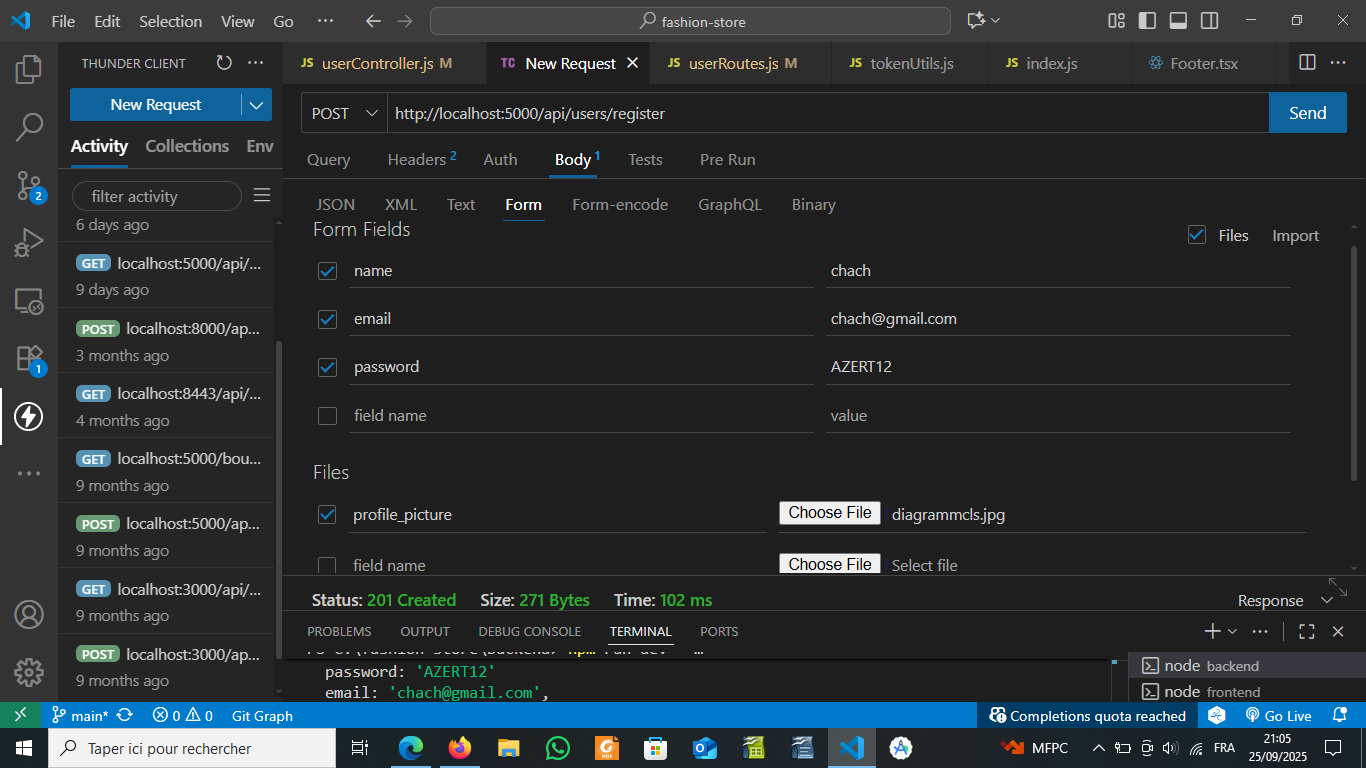 File Edit Selection View Go ··· fashion-store
THUNDER CLIENT ···
New Request
Activity Collections Env
filter activity
6 days ago
GET localhost:5000/api/...
9 days ago
POST localhost:8000/ap...
3 months ago
GET localhost:8443/api/...
4 months ago
GET localhost:5000/bou...
9 months ago
POST localhost:5000/ap...
9 months ago
GET localhost:3000/api/...
9 months ago
POST localhost:3000/ap...
9 months ago
2
1
JS userController.js M TC New Request JS userRoutes.js M JS tokenUtils.js JS index.js Footer.tsx ···
POST http://localhost:5000/api/users/register Send
Query Headers 2 Auth Body 1 Tests Pre Run
JSON XML Text Form Form-encode GraphQL Binary
Form Fields Files Import
name chach
email chach@gmail.com
password AZERT12
field name value
Files
profile_picture Choose File diagrammcls.jpg
field name Choose File Select file
Status: 201 Created Size: 271 Bytes Time: 102 ms Response
PROBLEMS OUTPUT DEBUG CONSOLE TERMINAL PORTS ···
password: 'AZERT12'
email: 'chach@gmail.com',
node backend
node frontend
main* 0 0 Git Graph Completions quota reached Go Live
Taper ici pour rechercher PDF MFPC FRA 21:05
25/09/2025